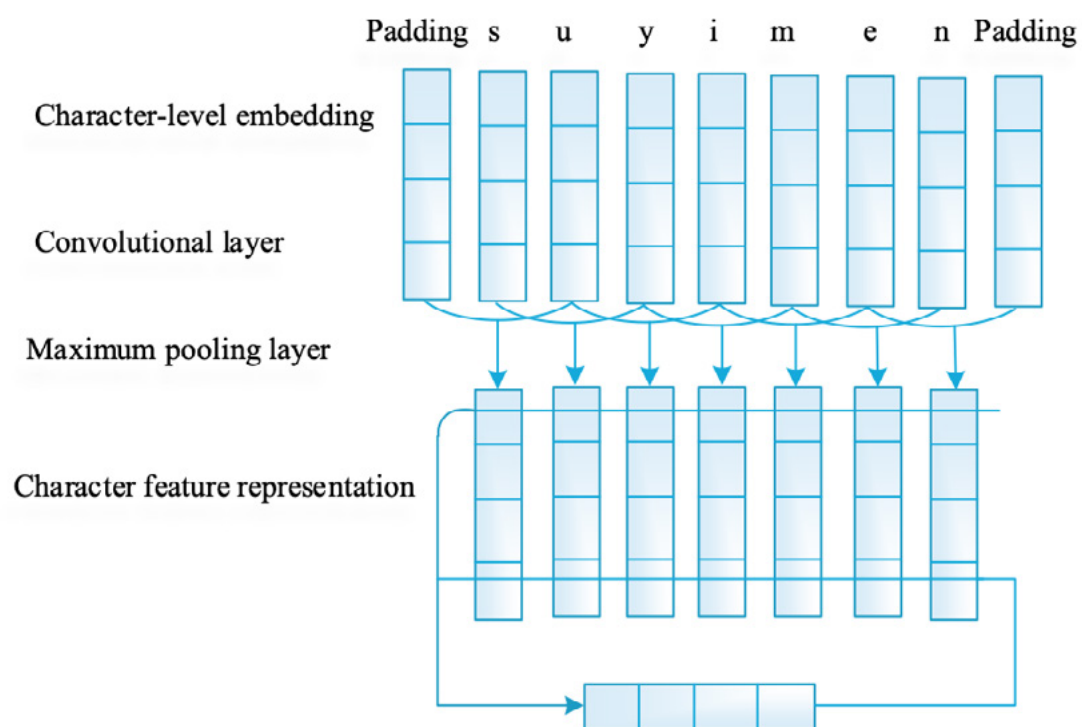 Padding s u y i m e n Padding
Character-level embedding
Convolutional layer
Maximum pooling layer
Character feature representation